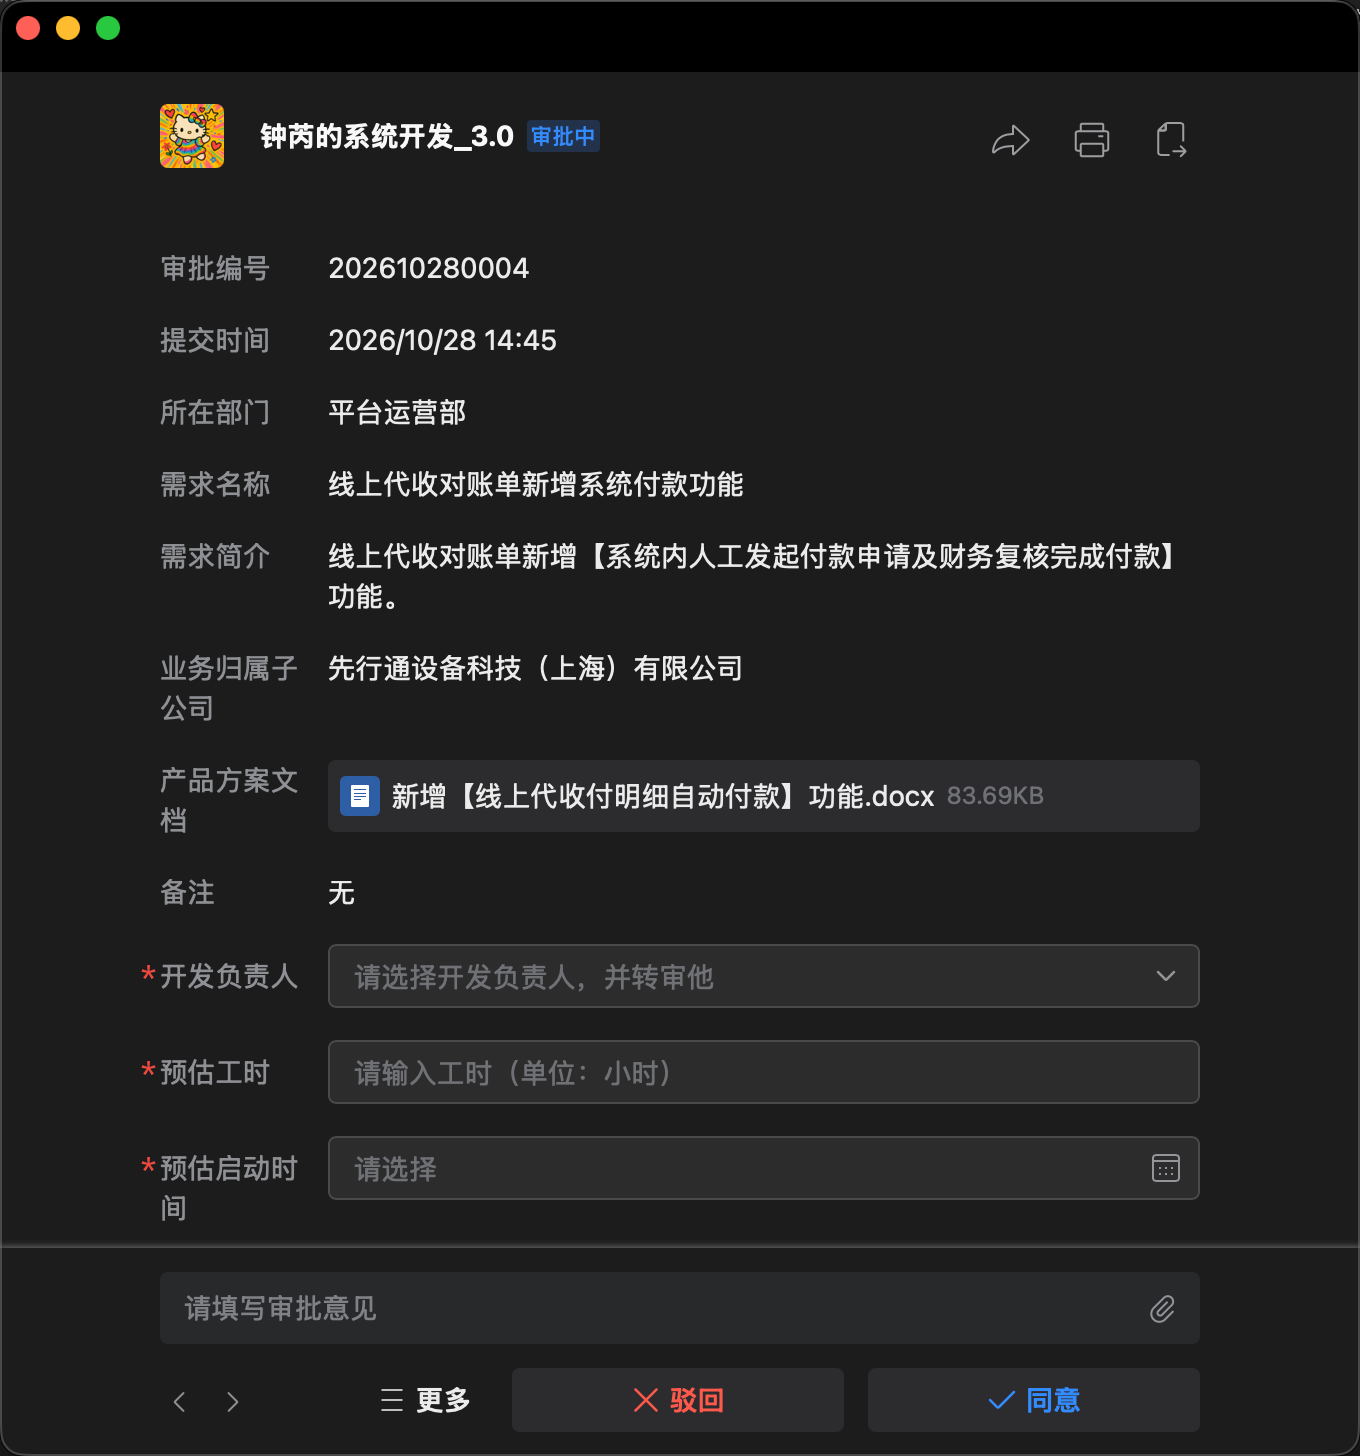 钟芮的系统开发_3.0 审批中
审批编号 202610280004
提交时间 2026/10/28 14:45
所在部门 平台运营部
需求名称 线上代收对账单新增系统付款功能
需求简介 线上代收对账单新增【系统内人工发起付款申请及财务复核完成付款】
功能。
业务归属子 先行通设备科技（上海）有限公司
公司
产品方案文 新增【线上代收付明细自动付款】功能.docx 83.69KB
档
备注 无
*开发负责人 请选择开发负责人，并转审他
*预估工时 请输入工时（单位：小时）
*预估启动时 请选择
间
请填写审批意见
更多 驳回 同意